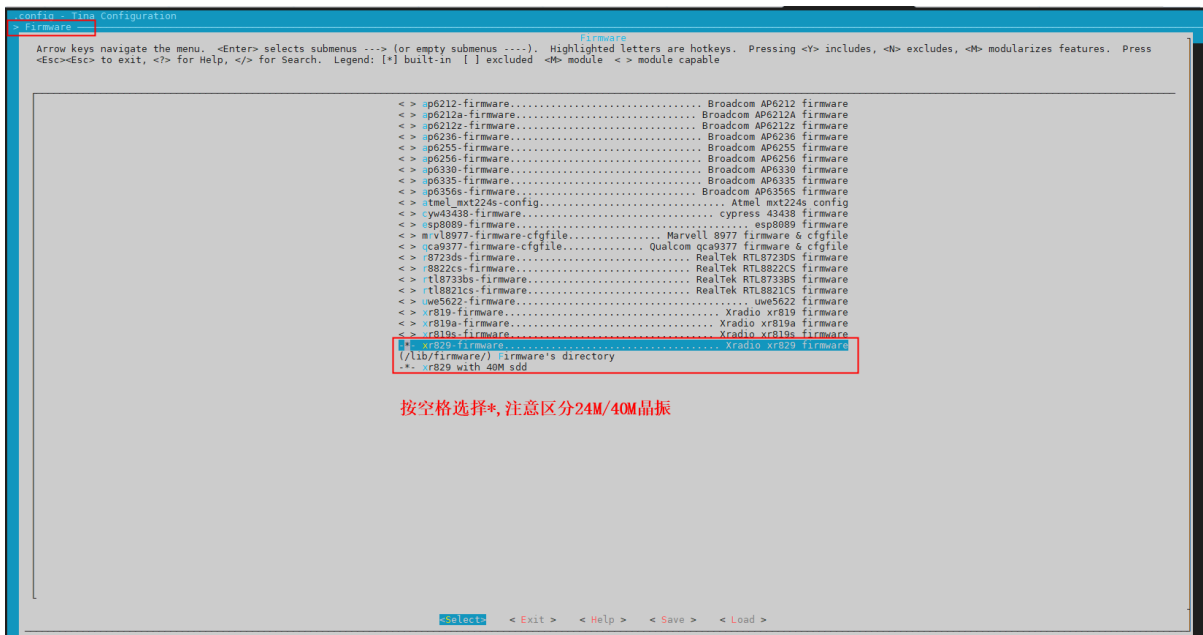 .config - Tina Configuration
> Firmware
Firmware
Arrow keys navigate the menu.  <Enter> selects submenus ---> (or empty submenus ----).  Highlighted letters are hotkeys.  Pressing <Y> includes, <N> excludes, <M> modularizes features.  Press
<Esc><Esc> to exit, <?> for Help, </> for Search.  Legend: [*] built-in  [ ] excluded  <M> module  < > module capable
< > ap6212-firmware................................. Broadcom AP6212 firmware
< > ap6212a-firmware............................... Broadcom AP6212A firmware
< > ap6212z-firmware............................... Broadcom AP6212z firmware
< > ap6236-firmware................................. Broadcom AP6236 firmware
< > ap6255-firmware................................. Broadcom AP6255 firmware
< > ap6256-firmware................................. Broadcom AP6256 firmware
< > ap6330-firmware................................. Broadcom AP6330 firmware
< > ap6335-firmware................................. Broadcom AP6335 firmware
< > ap6356s-firmware............................... Broadcom AP6356S firmware
< > atmel_mxt224s-config................................ Atmel mxt224s config
< > cyw43438-firmware.................................. cypress 43438 firmware
< > esp8089-firmware........................................ esp8089 firmware
< > mrvl8977-firmware-cfgfile................ Marvell 8977 firmware & cfgfile
< > qca9377-firmware-cfgfile.............. Qualcom qca9377 firmware & cfgfile
< > r8723ds-firmware.............................. RealTek RTL8723DS firmware
< > r8822cs-firmware.............................. RealTek RTL8822CS firmware
< > rtl8733bs-firmware............................ RealTek RTL8733BS firmware
< > rtl8821cs-firmware............................ RealTek RTL8821CS firmware
< > uwe5622-firmware........................................ uwe5622 firmware
< > xr819-firmware..................................... Xradio xr819 firmware
< > xr819a-firmware................................... Xradio xr819a firmware
< > xr819s-firmware................................... Xradio xr819s firmware
-*- xr829-firmware..................................... Xradio xr829 firmware
(/lib/firmware/) Firmware's directory
-*- xr829 with 40M sdd
按空格选择*,注意区分24M/40M晶振
<Select>    < Exit >    < Help >    < Save >    < Load >